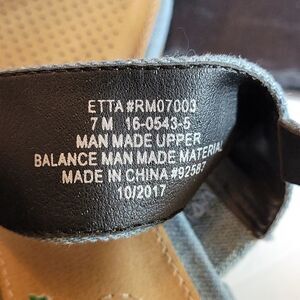 ETTA #RM07003
7 M 16-0543-5
MAN MADE UPPER
BALANCE MAN MADE MATERIAL
MADE IN CHINA #92587
10/2017